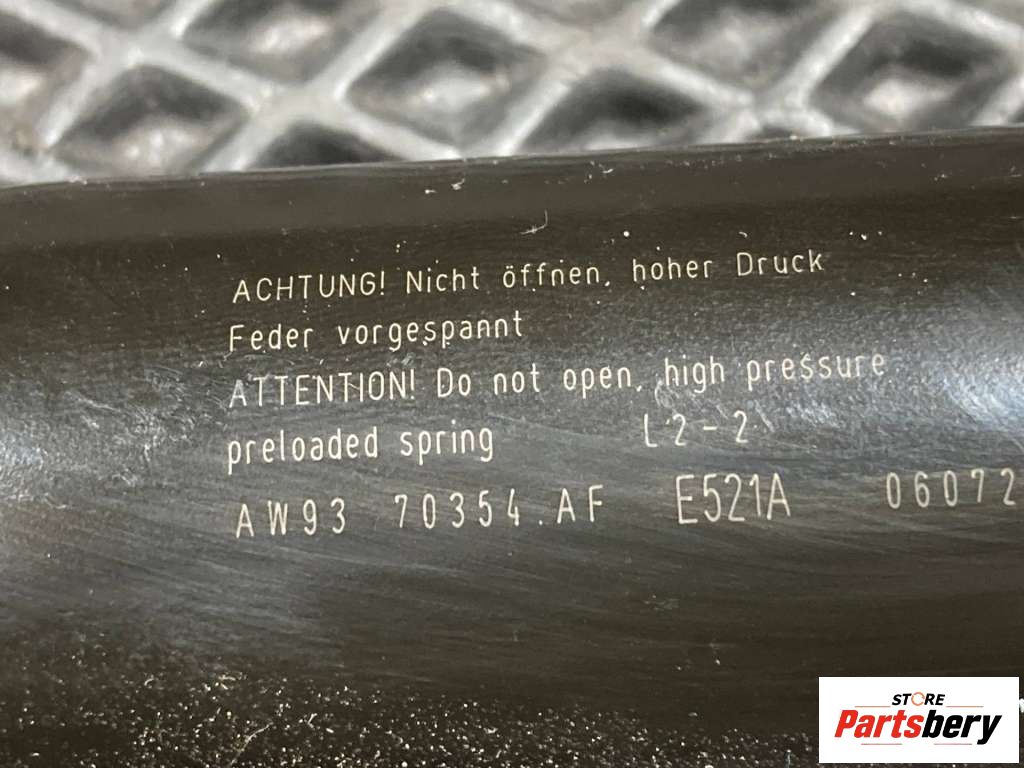 ACHTUNG! Nicht öffnen, hoher Druck
Feder vorgespannt
ATTENTION! Do not open, high pressure
preloaded spring L2-2
AW93 70354.AF E521A 06072
STORE
Partsbery